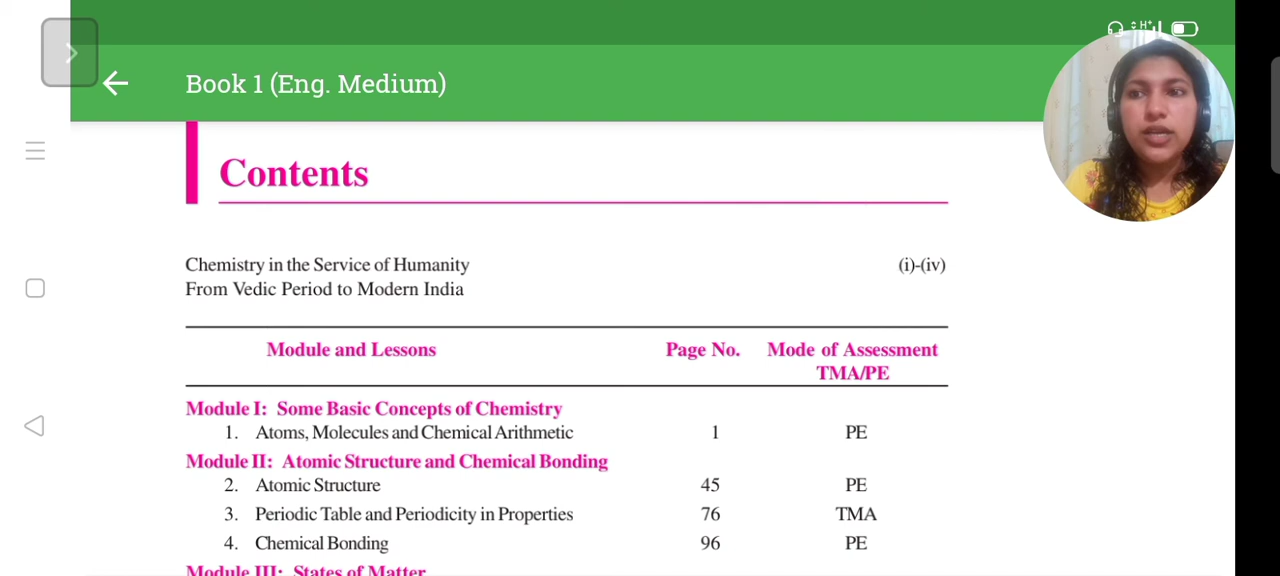 H+
Book 1 (Eng. Medium)
Contents
Chemistry in the Service of Humanity (i)-(iv)
From Vedic Period to Modern India
Module and Lessons Page No. Mode of Assessment
TMA/PE
Module I: Some Basic Concepts of Chemistry
1. Atoms, Molecules and Chemical Arithmetic 1 PE
Module II: Atomic Structure and Chemical Bonding
2. Atomic Structure 45 PE
3. Periodic Table and Periodicity in Properties 76 TMA
4. Chemical Bonding 96 PE
Module III: States of Matter